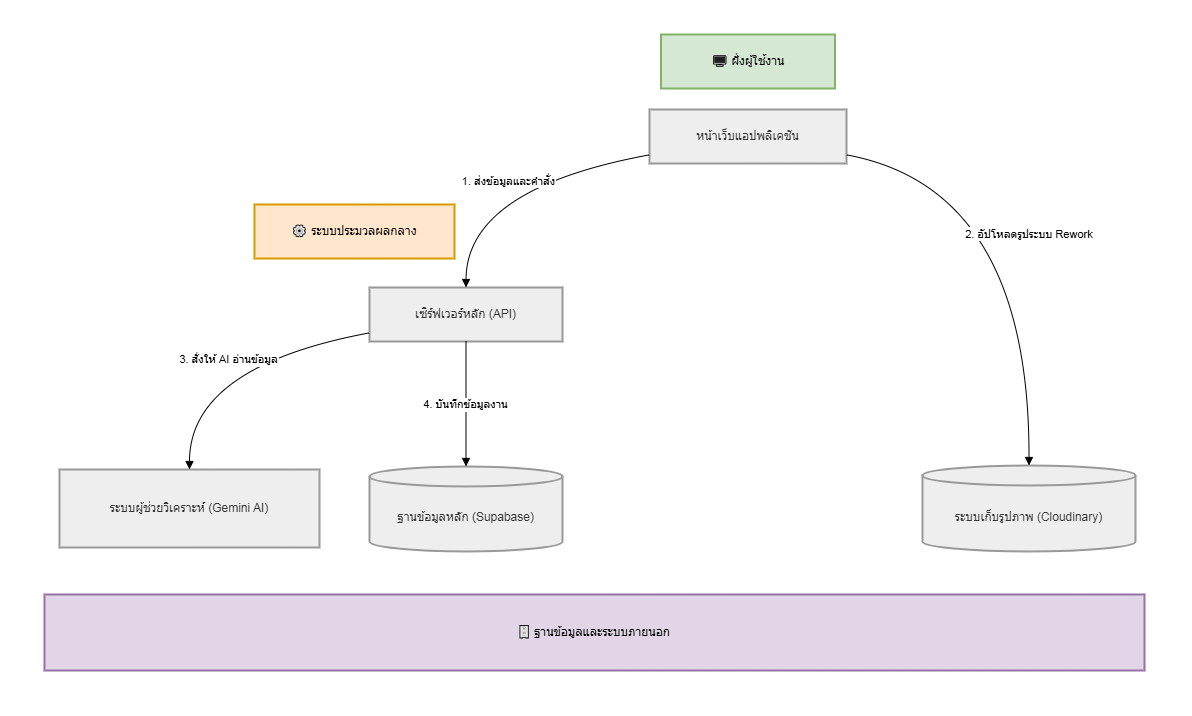 🖥️ ฝั่งผู้ใช้งาน
หน้าเว็บแอปพลิเคชัน
1. ส่งข้อมูลและคำสั่ง
⚙️ ระบบประมวลผลกลาง
2. อัปโหลดรูประบบ Rework
เซิร์ฟเวอร์หลัก (API)
3. สั่งให้ AI อ่านข้อมูล
4. บันทึกข้อมูลงาน
ระบบผู้ช่วยวิเคราะห์ (Gemini AI)
ฐานข้อมูลหลัก (Supabase)
ระบบเก็บรูปภาพ (Cloudinary)
ฐานข้อมูลและระบบภายนอก